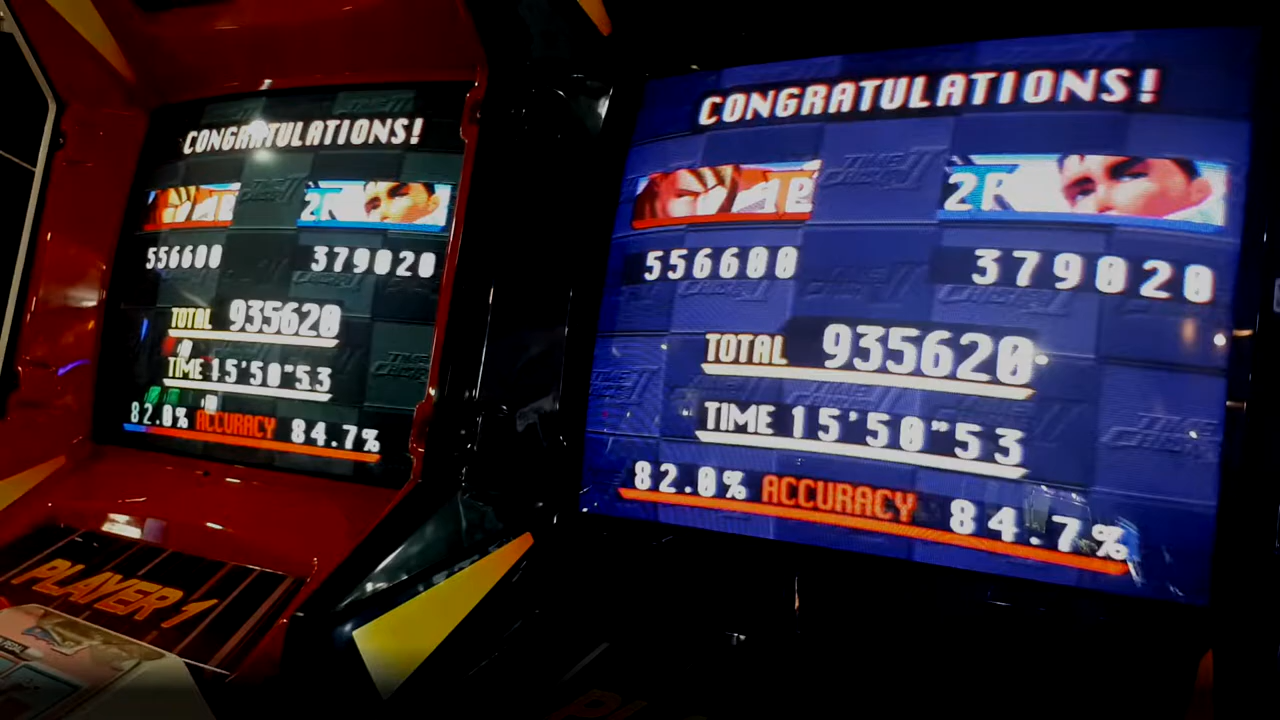 CONGRATULATIONS!
1P 2P
556600 379020
TOTAL 935620
TIME 15'50"53
82.0% ACCURACY 84.7%
PLAYER 1
CONGRATULATIONS!
1P 2P
556600 379020
TOTAL 935620
TIME 15'50"53
82.0% ACCURACY 84.7%